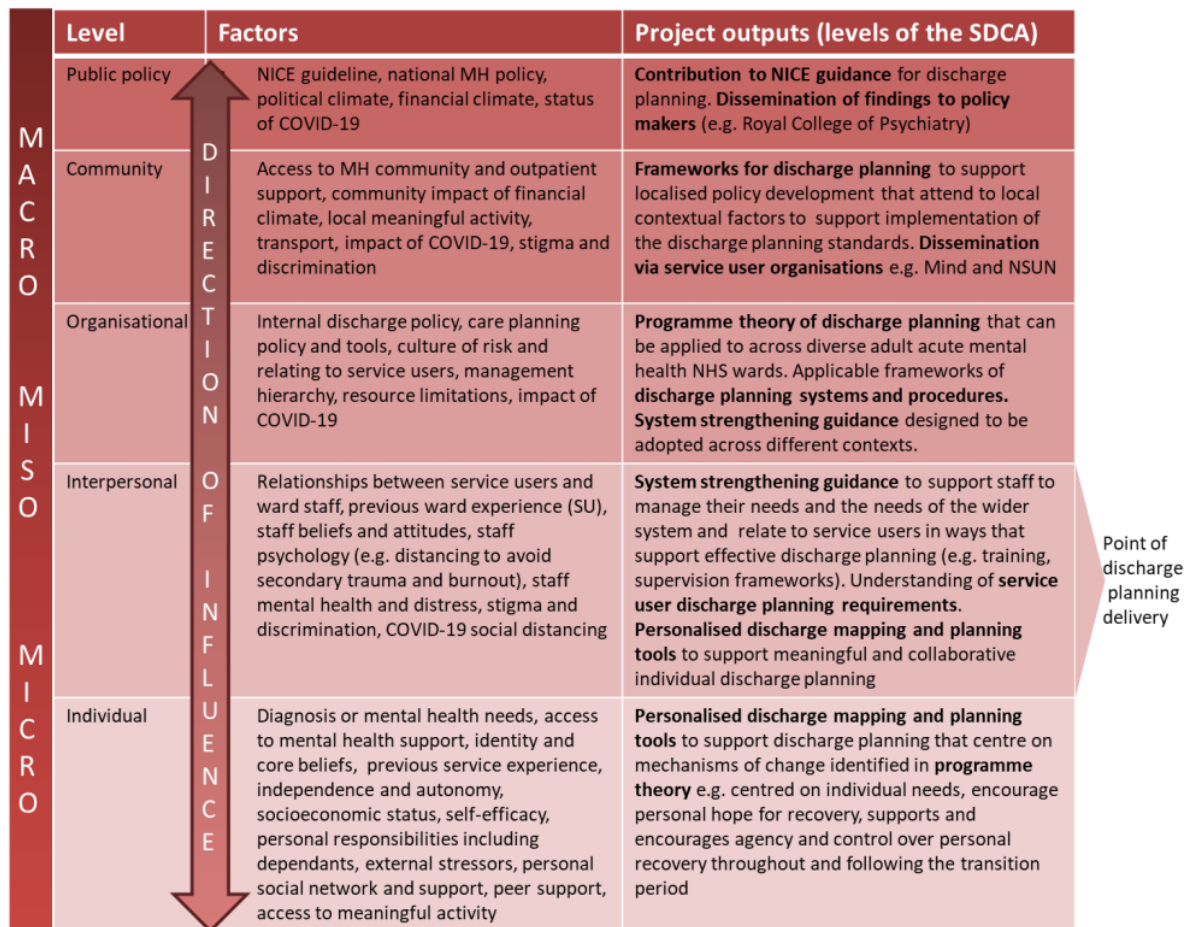 Level
Factors
Project outputs (levels of the SDCA)
MACRO
MISO
MICRO
DIRECTION OF INFLUENCE
Public policy
NICE guideline, national MH policy,
political climate, financial climate, status
of COVID-19
Contribution to NICE guidance for discharge
planning. Dissemination of findings to policy
makers (e.g. Royal College of Psychiatry)
Community
Access to MH community and outpatient
support, community impact of financial
climate, local meaningful activity,
transport, impact of COVID-19, stigma and
discrimination
Frameworks for discharge planning to support
localised policy development that attend to local
contextual factors to support implementation of
the discharge planning standards. Dissemination
via service user organisations e.g. Mind and NSUN
Organisational
Internal discharge policy, care planning
policy and tools, culture of risk and
relating to service users, management
hierarchy, resource limitations, impact of
COVID-19
Programme theory of discharge planning that can
be applied to across diverse adult acute mental
health NHS wards. Applicable frameworks of
discharge planning systems and procedures.
System strengthening guidance designed to be
adopted across different contexts.
Interpersonal
Relationships between service users and
ward staff, previous ward experience (SU),
staff beliefs and attitudes, staff
psychology (e.g. distancing to avoid
secondary trauma and burnout), staff
mental health and distress, stigma and
discrimination, COVID-19 social distancing
System strengthening guidance to support staff to
manage their needs and the needs of the wider
system and relate to service users in ways that
support effective discharge planning (e.g. training,
supervision frameworks). Understanding of service
user discharge planning requirements.
Personalised discharge mapping and planning
tools to support meaningful and collaborative
individual discharge planning
Point of
discharge
planning
delivery
Individual
Diagnosis or mental health needs, access
to mental health support, identity and
core beliefs, previous service experience,
independence and autonomy,
socioeconomic status, self-efficacy,
personal responsibilities including
dependants, external stressors, personal
social network and support, peer support,
access to meaningful activity
Personalised discharge mapping and planning
tools to support discharge planning that centre on
mechanisms of change identified in programme
theory e.g. centred on individual needs, encourage
personal hope for recovery, supports and
encourages agency and control over personal
recovery throughout and following the transition
period